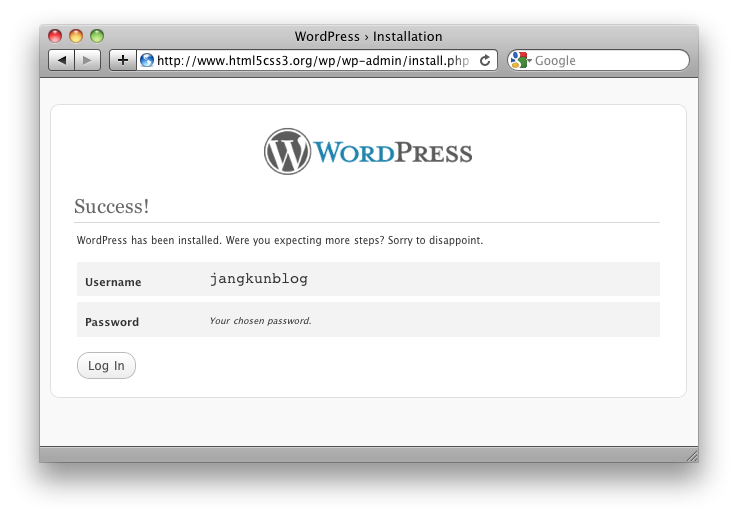 WordPress › Installation
http://www.html5css3.org/wp/wp-admin/install.php
Google
WORDPRESS
Success!
WordPress has been installed. Were you expecting more steps? Sorry to disappoint.
Username jangkunblog
Password Your chosen password.
Log In